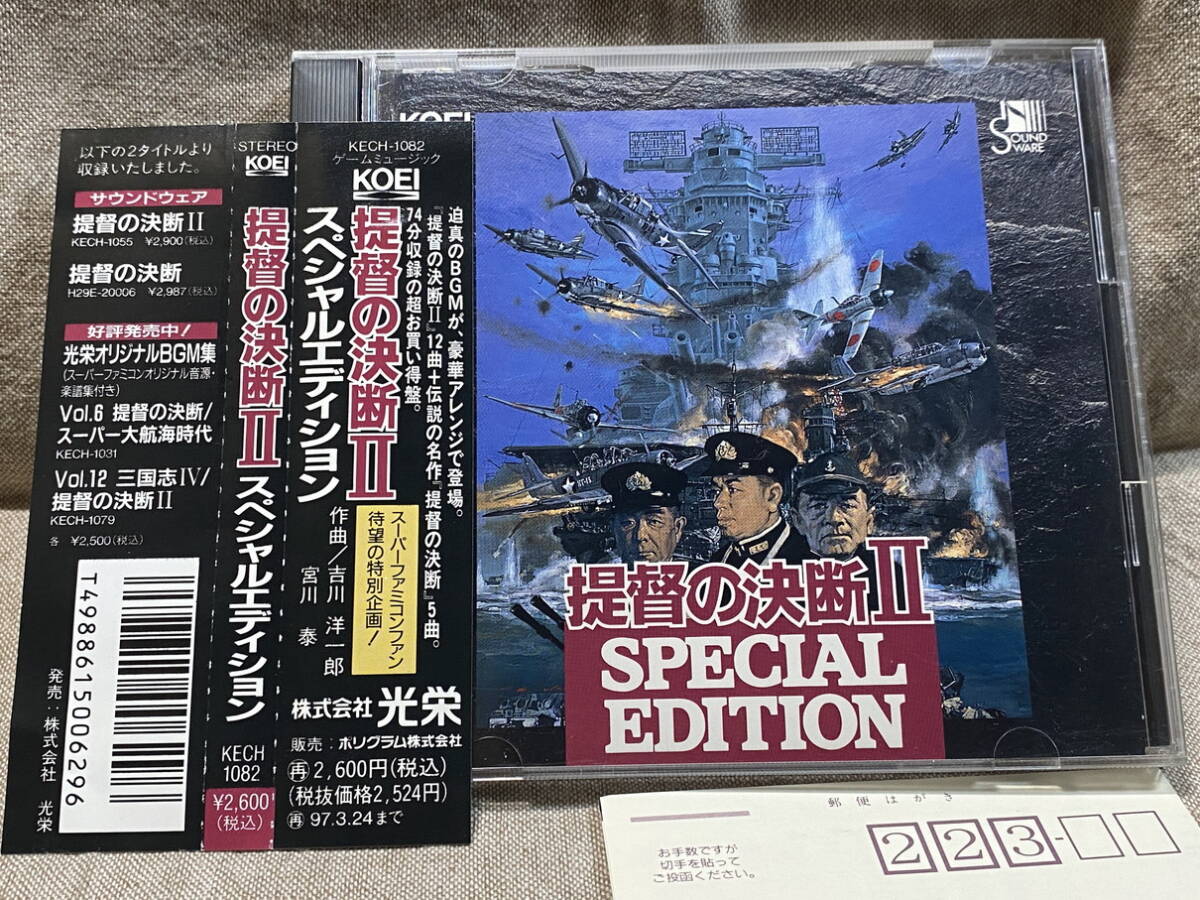 以下の2タイトルより
収録いたしました。
サウンドウェア
提督の決断II
KECH-1055 ¥2,900(税込)
提督の決断
H29E-20006 ¥2,987(税込)
好評発売中!
光栄オリジナルBGM集
(スーパーファミコンオリジナル音源・
楽譜集付き)
Vol.6 提督の決断/
スーパー大航海時代
KECH-1031
Vol.12 三国志IV/
提督の決断II
KECH-1079
各 ¥2,500(税込)
T4988615006296
発売:株式会社 光栄
STEREO
KOEI
提督の決断II スペシャルエディション
KECH
1082
¥2,600
(税込)
KECH-1082
ゲームミュージック
KOEI
迫真のBGMが、豪華アレンジで登場。
『提督の決断II』12曲+伝説の名作『提督の決断』5曲。
74分収録の超お買い得盤。
提督の決断II
スペシャルエディション
スーパーファミコンファン
待望の特別企画!
作曲/吉川 洋一郎
宮川 泰
株式会社 光栄
販売:ポリグラム株式会社
再 2,600円(税込)
(税抜価格2,524円)
再 97.3.24まで
KOEI
SOUND
WARE
提督の決断II
SPECIAL
EDITION
郵便はがき
223-
お手数ですが
切手を貼って
ご投函ください。